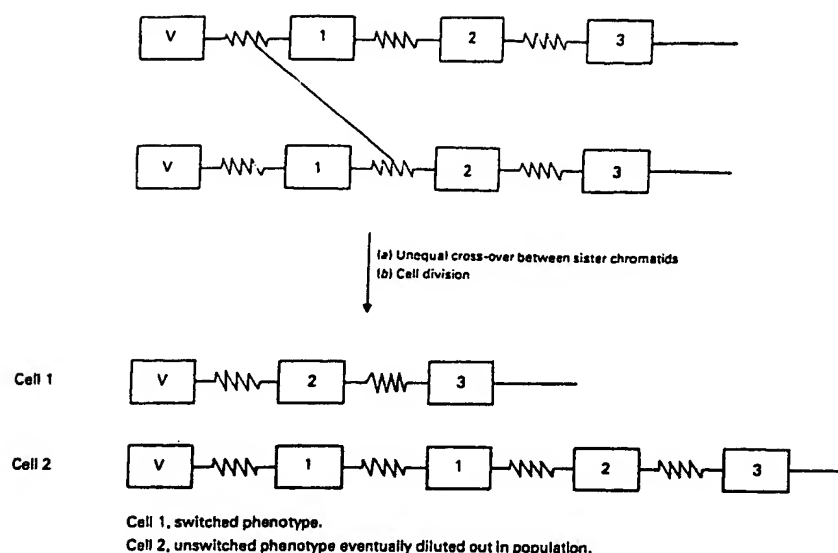 V 1 2 3
V 1 2 3
(a) Unequal cross-over between sister chromatids
(b) Cell division
Cell 1 V 2 3
Cell 2 V 1 1 2 3
Cell 1, switched phenotype.
Cell 2, unswitched phenotype eventually diluted out in population.